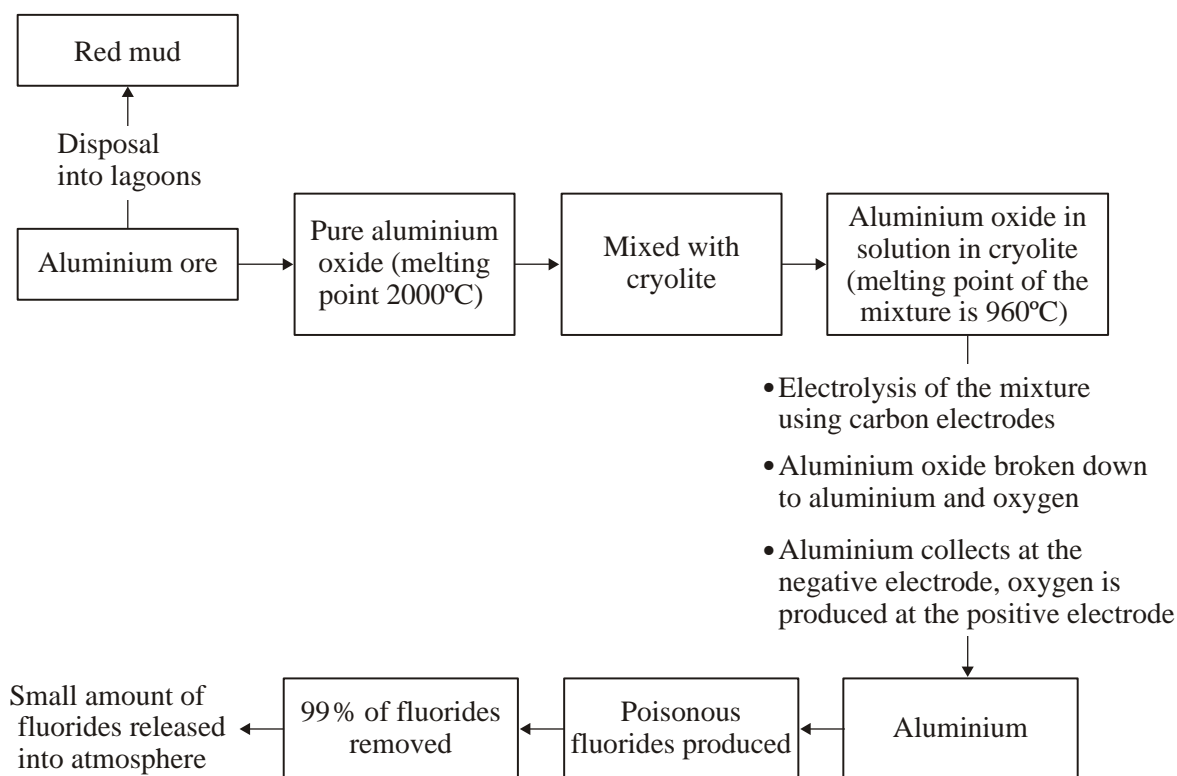 Red mud
Disposal
into lagoons
Aluminium ore
Pure aluminium
oxide (melting
point 2000ºC)
Mixed with
cryolite
Aluminium oxide in
solution in cryolite
(melting point of the
mixture is 960ºC)
• Electrolysis of the mixture
using carbon electrodes
• Aluminium oxide broken down
to aluminium and oxygen
• Aluminium collects at the
negative electrode, oxygen is
produced at the positive electrode
Aluminium
Poisonous
fluorides produced
99% of fluorides
removed
Small amount of
fluorides released
into atmosphere